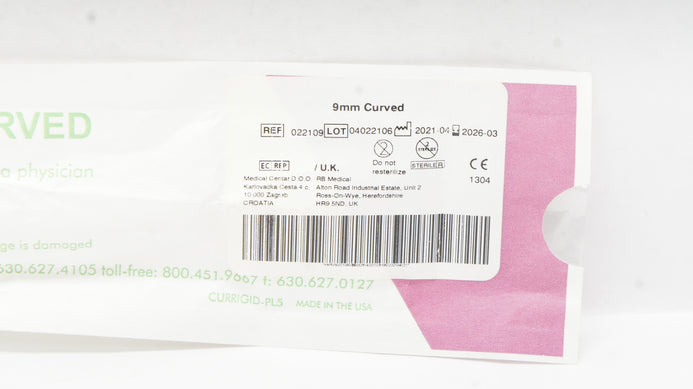 RVED
a physician
ge is damaged
630.627.4105 toll-free: 800.451.9667 f: 630.627.0127
CURRIGID-PL5 MADE IN THE USA
9mm Curved
REF 022109 LOT 04022106 2021-04 2026-03
Do not
resterilize
STERILE R
EC REP / U.K.
1304
Medical Centar D.O.O. RB Medical
Karlovacka Cesta 4 c, Alton Road Industrial Estate, Unit 2
10 000 Zagreb Ross-On-Wye, Herefordshire
CROATIA HR9 5ND, UK